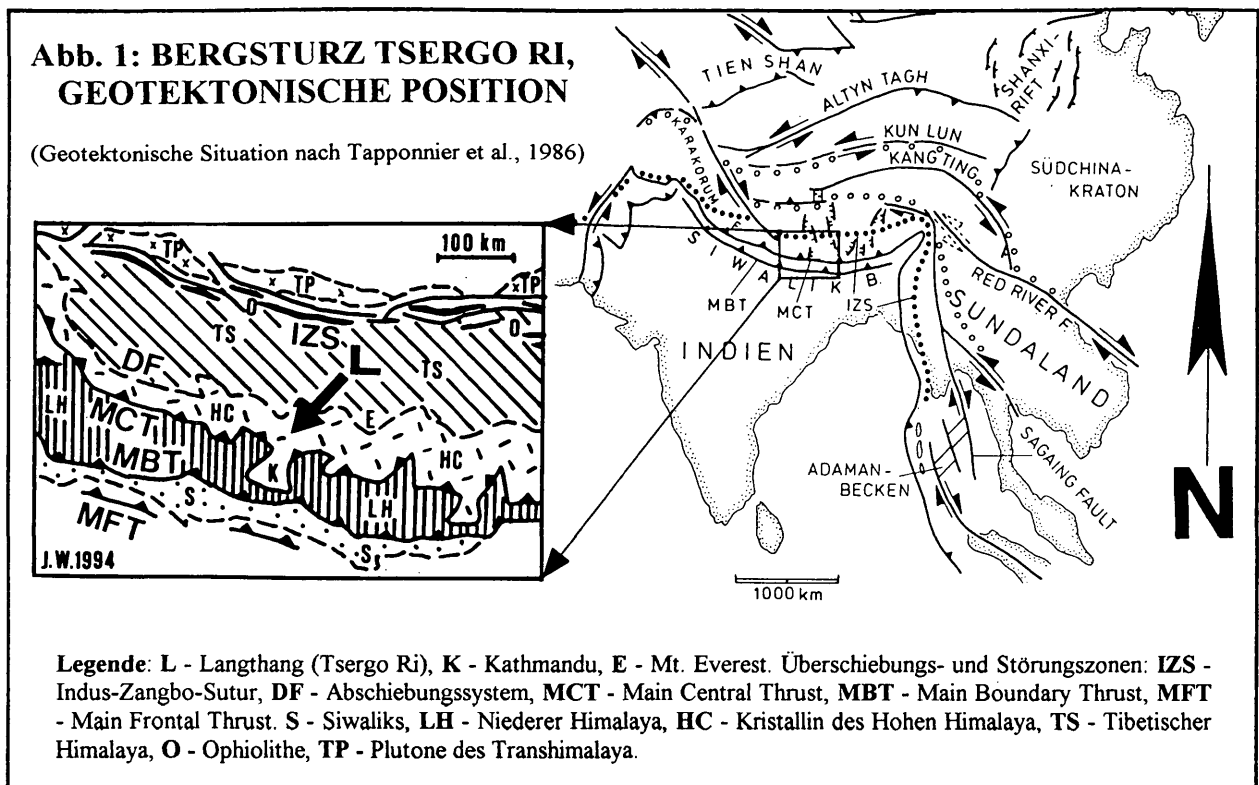 Abb. 1: BERGSTURZ TSERGO RI,
GEOTEKTONISCHE POSITION
(Geotektonische Situation nach Tapponnier et al., 1986)
TIEN SHAN
ALTYN TAGH
SHANXI-
RIFT
KARAKORUM
KUN LUN
KANG TING
SÜDCHINA-
KRATON
SIWALIK B.
MBT
MCT
IZS
INDIEN
RED RIVER F.
SUNDALAND
SAGAING FAULT
ADAMAN-
BECKEN
1000 km
N
100 km
x
TP
x
x
TP
x
xTP
O
O
TS
IZS
TS
L
DF
HC
E
LH
MCT
HC
MBT
K
LH
S
MFT
S
J.W.1994
Legende: L - Langthang (Tsergo Ri), K - Kathmandu, E - Mt. Everest. Überschiebungs- und Störungszonen: IZS -
Indus-Zangbo-Sutur, DF - Abschiebungssystem, MCT - Main Central Thrust, MBT - Main Boundary Thrust, MFT
- Main Frontal Thrust. S - Siwaliks, LH - Niederer Himalaya, HC - Kristallin des Hohen Himalaya, TS - Tibetischer
Himalaya, O - Ophiolithe, TP - Plutone des Transhimalaya.